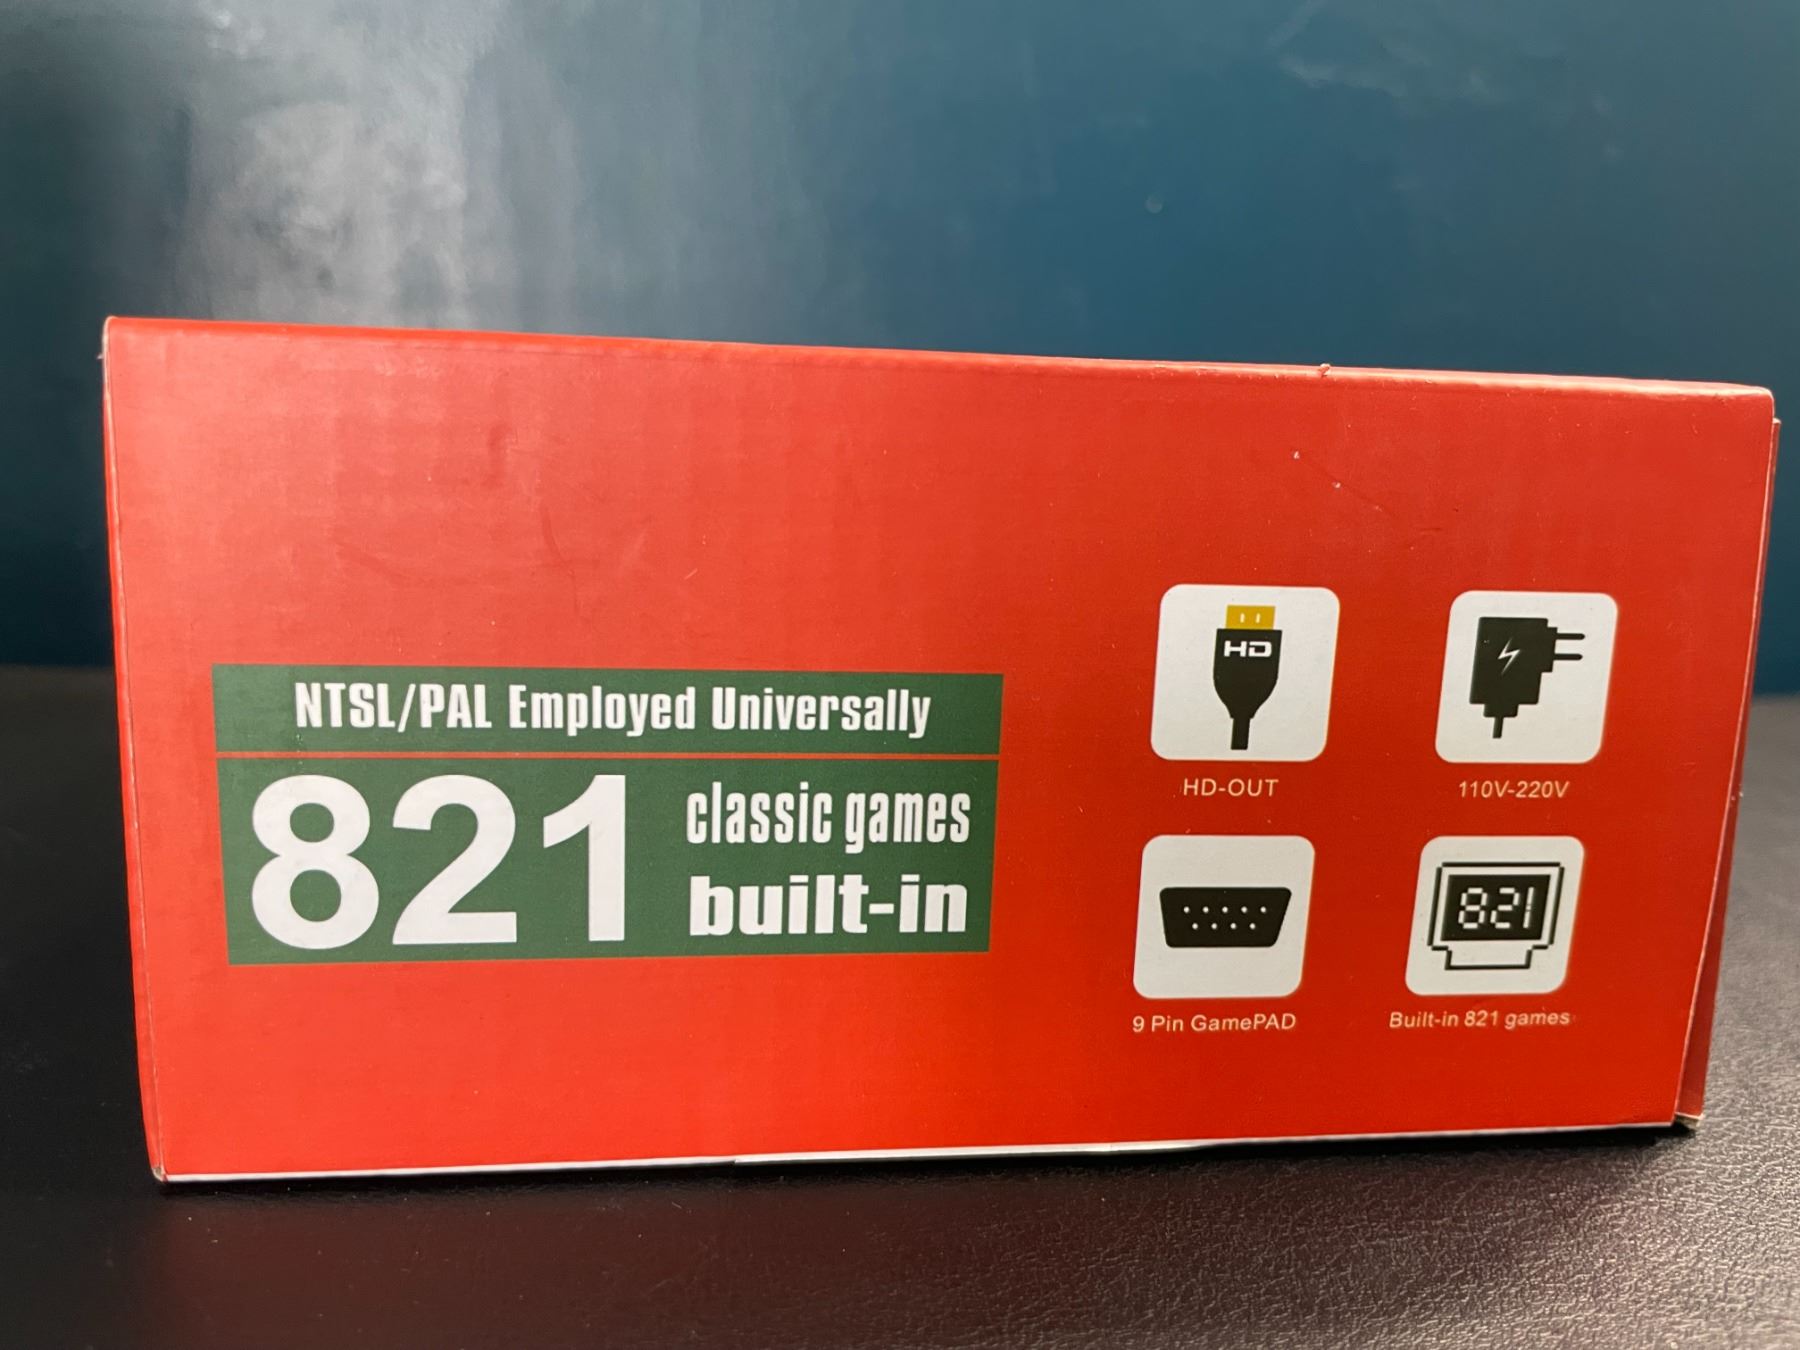 NTSL/PAL Employed Universally
821 classic games
built-in
HD
HD-OUT
110V-220V
9 Pin GamePAD
821
Built-in 821 games